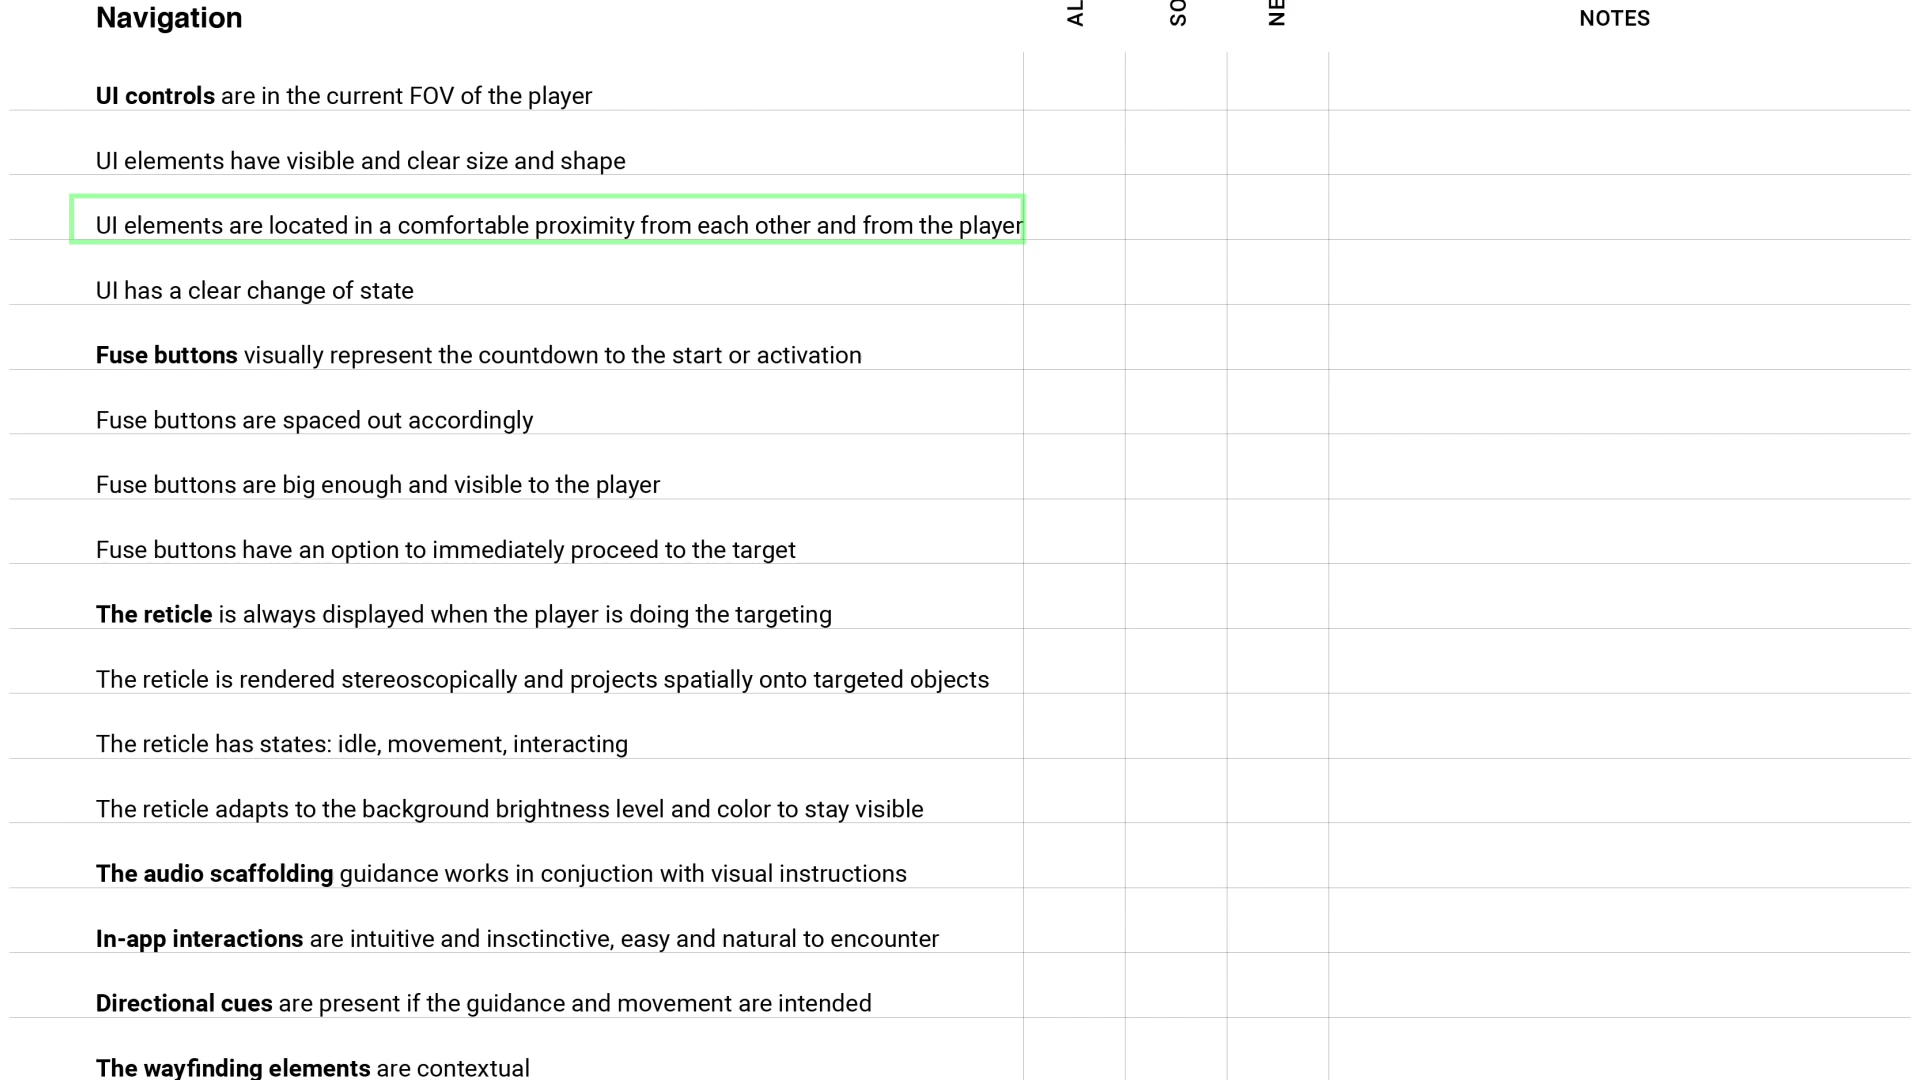 Navigation
AL
SO
NE
NOTES
UI controls are in the current FOV of the player
UI elements have visible and clear size and shape
UI elements are located in a comfortable proximity from each other and from the player
UI has a clear change of state
Fuse buttons visually represent the countdown to the start or activation
Fuse buttons are spaced out accordingly
Fuse buttons are big enough and visible to the player
Fuse buttons have an option to immediately proceed to the target
The reticle is always displayed when the player is doing the targeting
The reticle is rendered stereoscopically and projects spatially onto targeted objects
The reticle has states: idle, movement, interacting
The reticle adapts to the background brightness level and color to stay visible
The audio scaffolding guidance works in conjuction with visual instructions
In-app interactions are intuitive and insctinctive, easy and natural to encounter
Directional cues are present if the guidance and movement are intended
The wayfinding elements are contextual